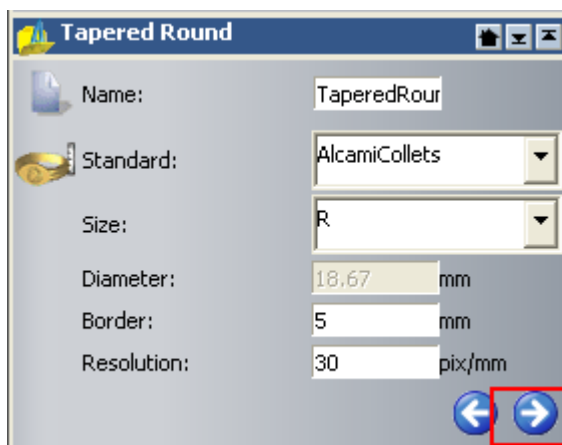 Tapered Round
Name: TaperedRour
Standard: AlcamiCollets
Size: R
Diameter: 18.67 mm
Border: 5 mm
Resolution: 30 pix/mm